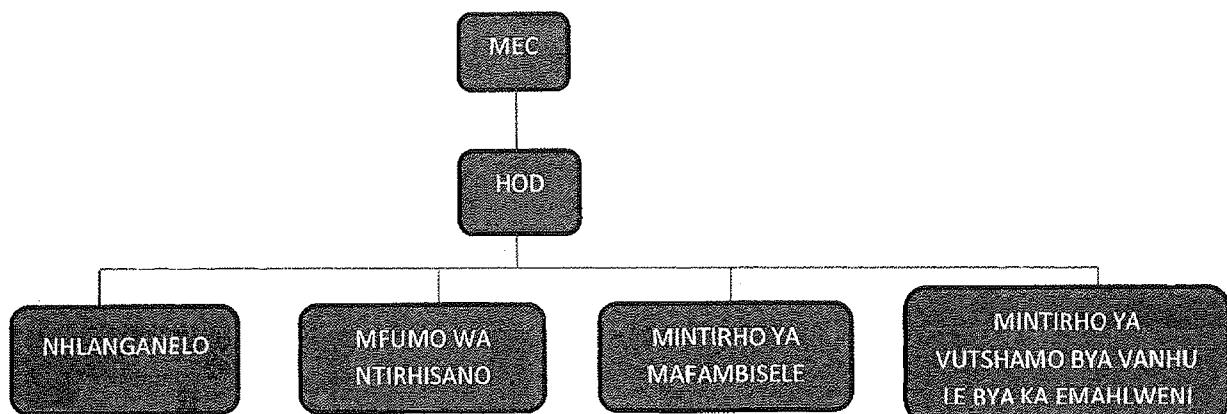 MEC
HOD
NHLANGANELO
MFUMO WA
NTIRHISANO
MINTIRHO YA
MAFAMBISELE
MINTIRHO YA
VUTSHAMO BYA VANHU
LE BYA KA EMAHLWENI